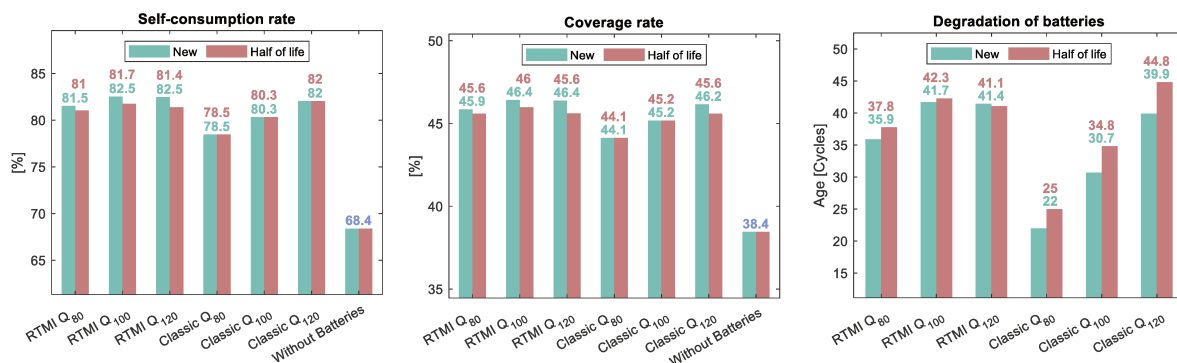 Self-consumption rate
New
Half of life
85
80
75
70
65
[%]
81
81.5
81.7
82.5
81.4
82.5
78.5
78.5
80.3
80.3
82
82
68.4
RTMI Q80
RTMI Q100
RTMI Q120
Classic Q80
Classic Q100
Classic Q120
Without Batteries
Coverage rate
New
Half of life
50
45
40
35
[%]
45.6
45.9
46
46.4
45.6
46.4
44.1
44.1
45.2
45.2
45.6
46.2
38.4
RTMI Q80
RTMI Q100
RTMI Q120
Classic Q80
Classic Q100
Classic Q120
Without Batteries
Degradation of batteries
New
Half of life
50
45
40
35
30
25
20
15
Age [Cycles]
37.8
35.9
42.3
41.7
41.1
41.4
25
22
34.8
30.7
44.8
39.9
RTMI Q80
RTMI Q100
RTMI Q120
Classic Q80
Classic Q100
Classic Q120